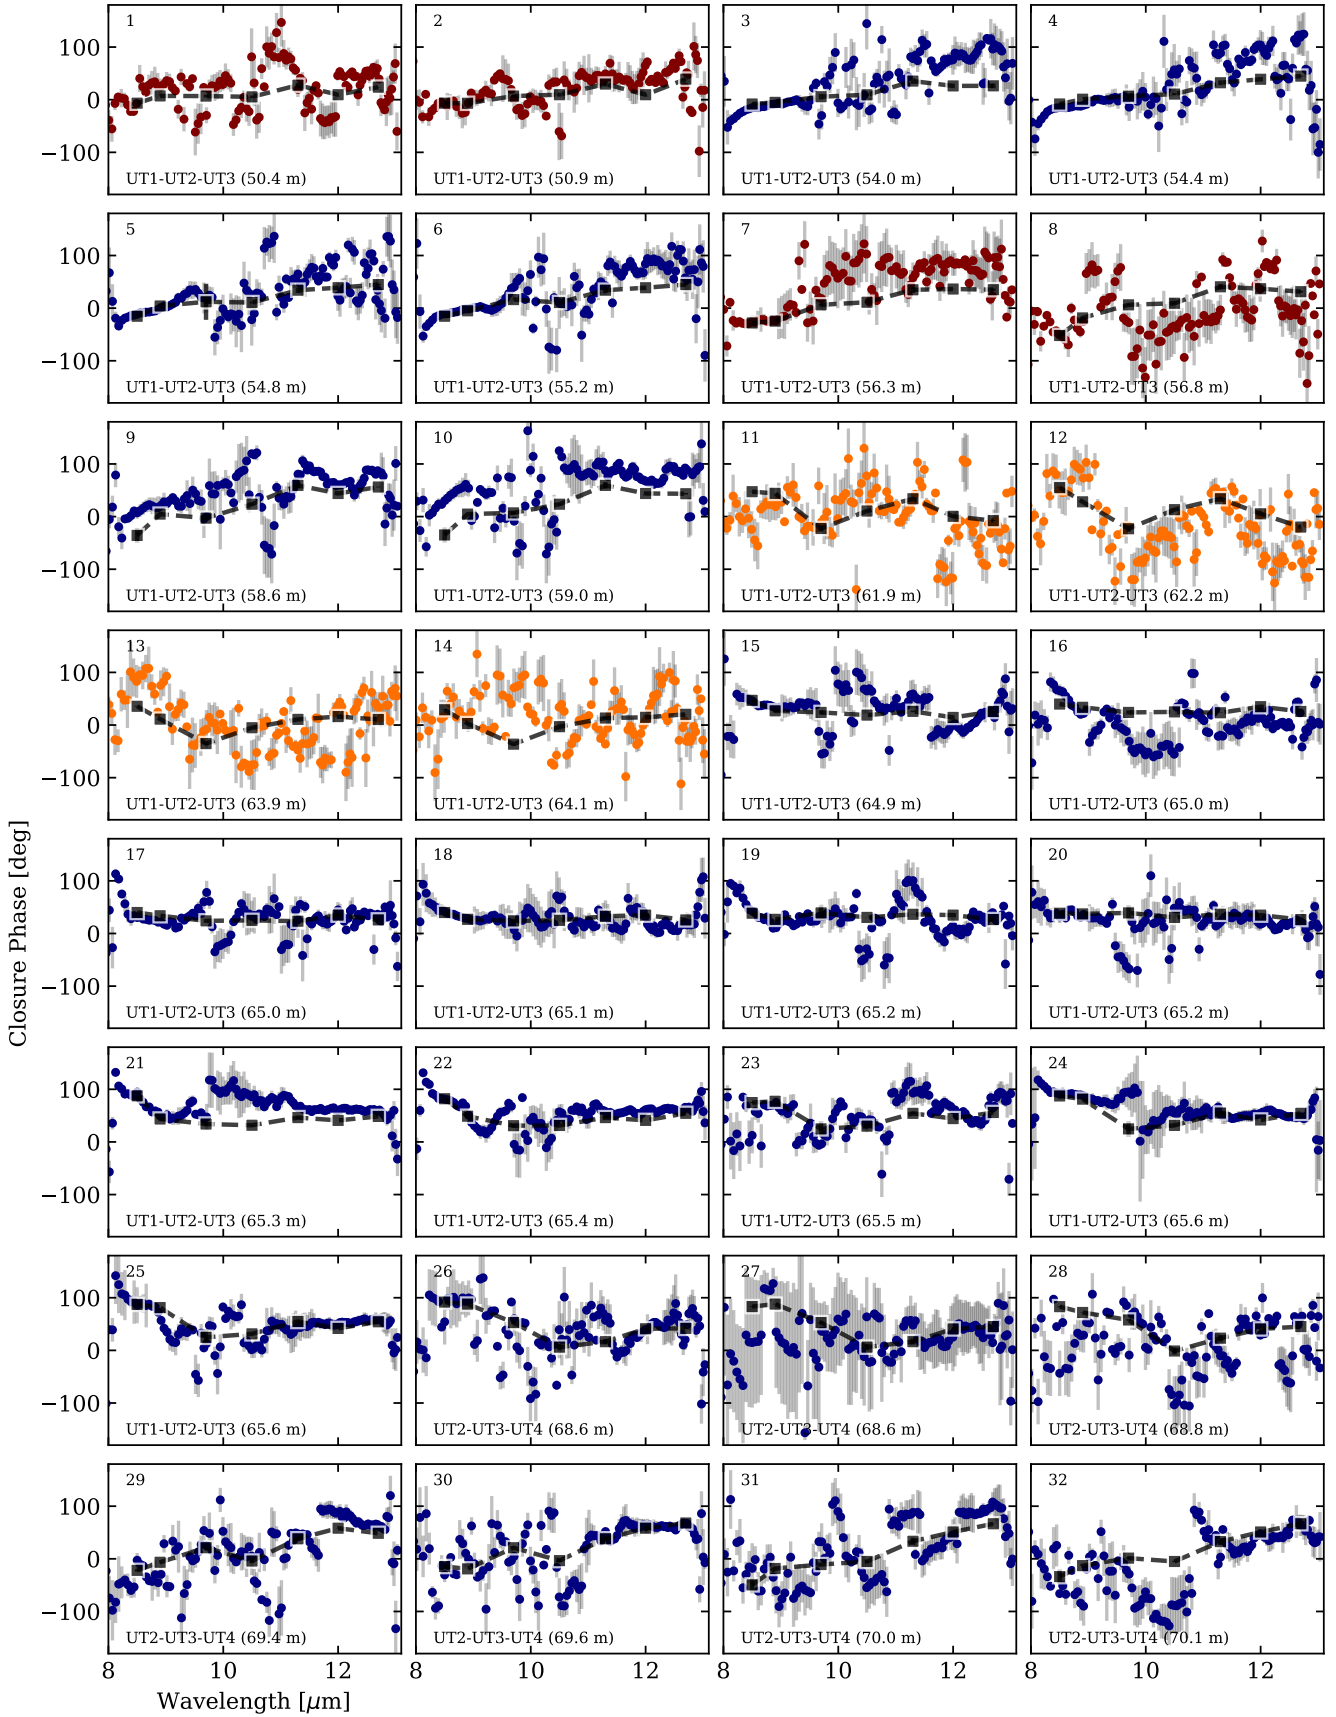 1
2
3
4
100
0
−100
UT1-UT2-UT3 (50.4 m)
UT1-UT2-UT3 (50.9 m)
UT1-UT2-UT3 (54.0 m)
UT1-UT2-UT3 (54.4 m)
5
6
7
8
100
0
−100
UT1-UT2-UT3 (54.8 m)
UT1-UT2-UT3 (55.2 m)
UT1-UT2-UT3 (56.3 m)
UT1-UT2-UT3 (56.8 m)
9
10
11
12
100
0
−100
UT1-UT2-UT3 (58.6 m)
UT1-UT2-UT3 (59.0 m)
UT1-UT2-UT3 (61.9 m)
UT1-UT2-UT3 (62.2 m)
13
14
15
16
100
0
−100
UT1-UT2-UT3 (63.9 m)
UT1-UT2-UT3 (64.1 m)
UT1-UT2-UT3 (64.9 m)
UT1-UT2-UT3 (65.0 m)
Closure Phase [deg]
17
18
19
20
100
0
−100
UT1-UT2-UT3 (65.0 m)
UT1-UT2-UT3 (65.1 m)
UT1-UT2-UT3 (65.2 m)
UT1-UT2-UT3 (65.2 m)
21
22
23
24
100
0
−100
UT1-UT2-UT3 (65.3 m)
UT1-UT2-UT3 (65.4 m)
UT1-UT2-UT3 (65.5 m)
UT1-UT2-UT3 (65.6 m)
25
26
27
28
100
0
−100
UT1-UT2-UT3 (65.6 m)
UT2-UT3-UT4 (68.6 m)
UT2-UT3-UT4 (68.6 m)
UT2-UT3-UT4 (68.8 m)
29
30
31
32
100
0
−100
UT2-UT3-UT4 (69.4 m)
UT2-UT3-UT4 (69.6 m)
UT2-UT3-UT4 (70.0 m)
UT2-UT3-UT4 (70.1 m)
8 10 12
8 10 12
8 10 12
8 10 12
Wavelength [μm]